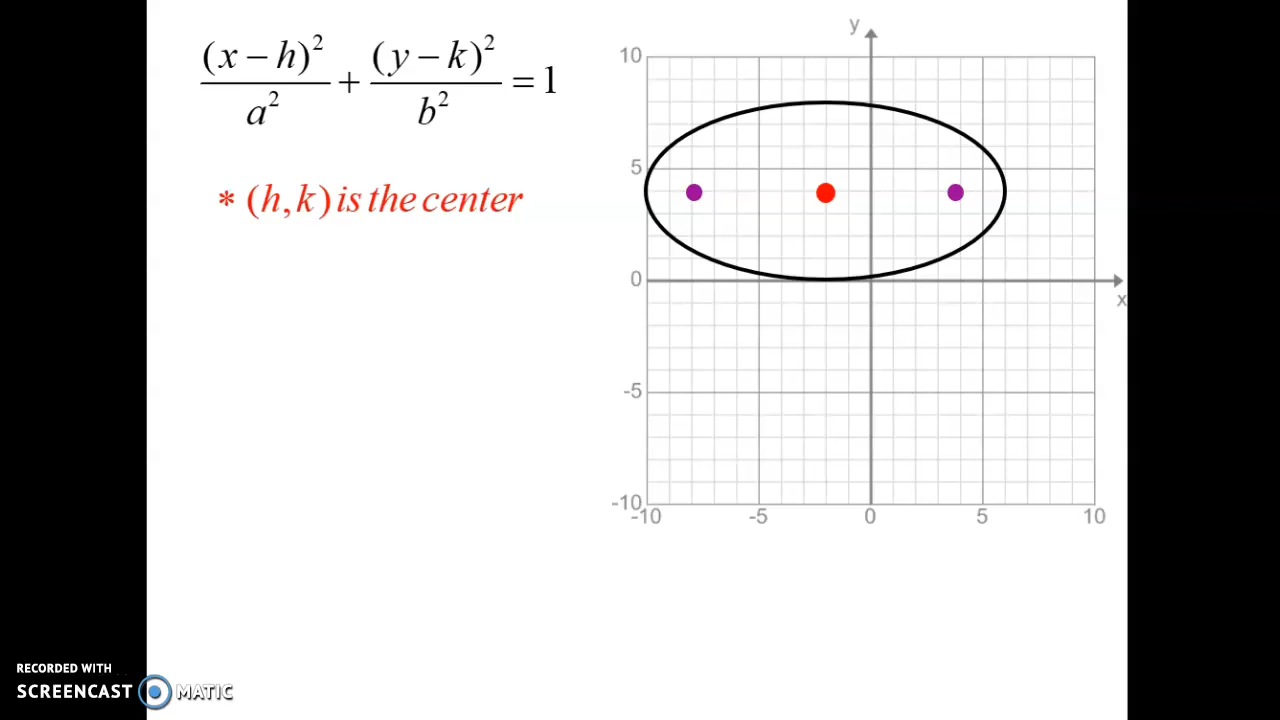 (x − h)² / a² + (y − k)² / b² = 1
* (h, k) is the center
y
10
5
0
x
-5
-10
-10 -5 0 5 10
RECORDED WITH
SCREENCAST MATIC